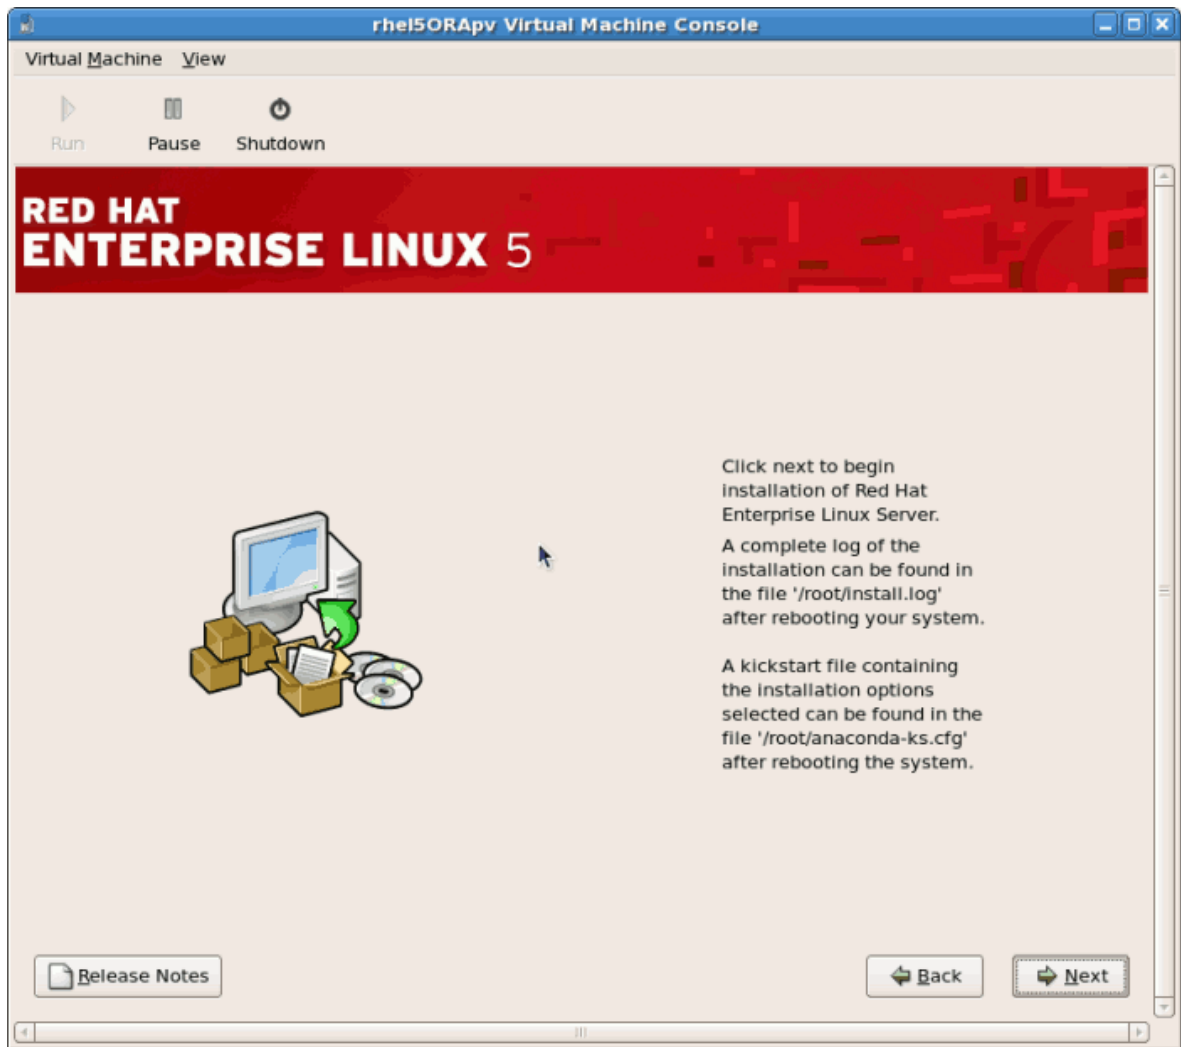 rhel5ORApv Virtual Machine Console
Virtual Machine View
Run Pause Shutdown
RED HAT
ENTERPRISE LINUX 5
Click next to begin
installation of Red Hat
Enterprise Linux Server.
A complete log of the
installation can be found in
the file '/root/install.log'
after rebooting your system.
A kickstart file containing
the installation options
selected can be found in the
file '/root/anaconda-ks.cfg'
after rebooting the system.
Release Notes Back Next